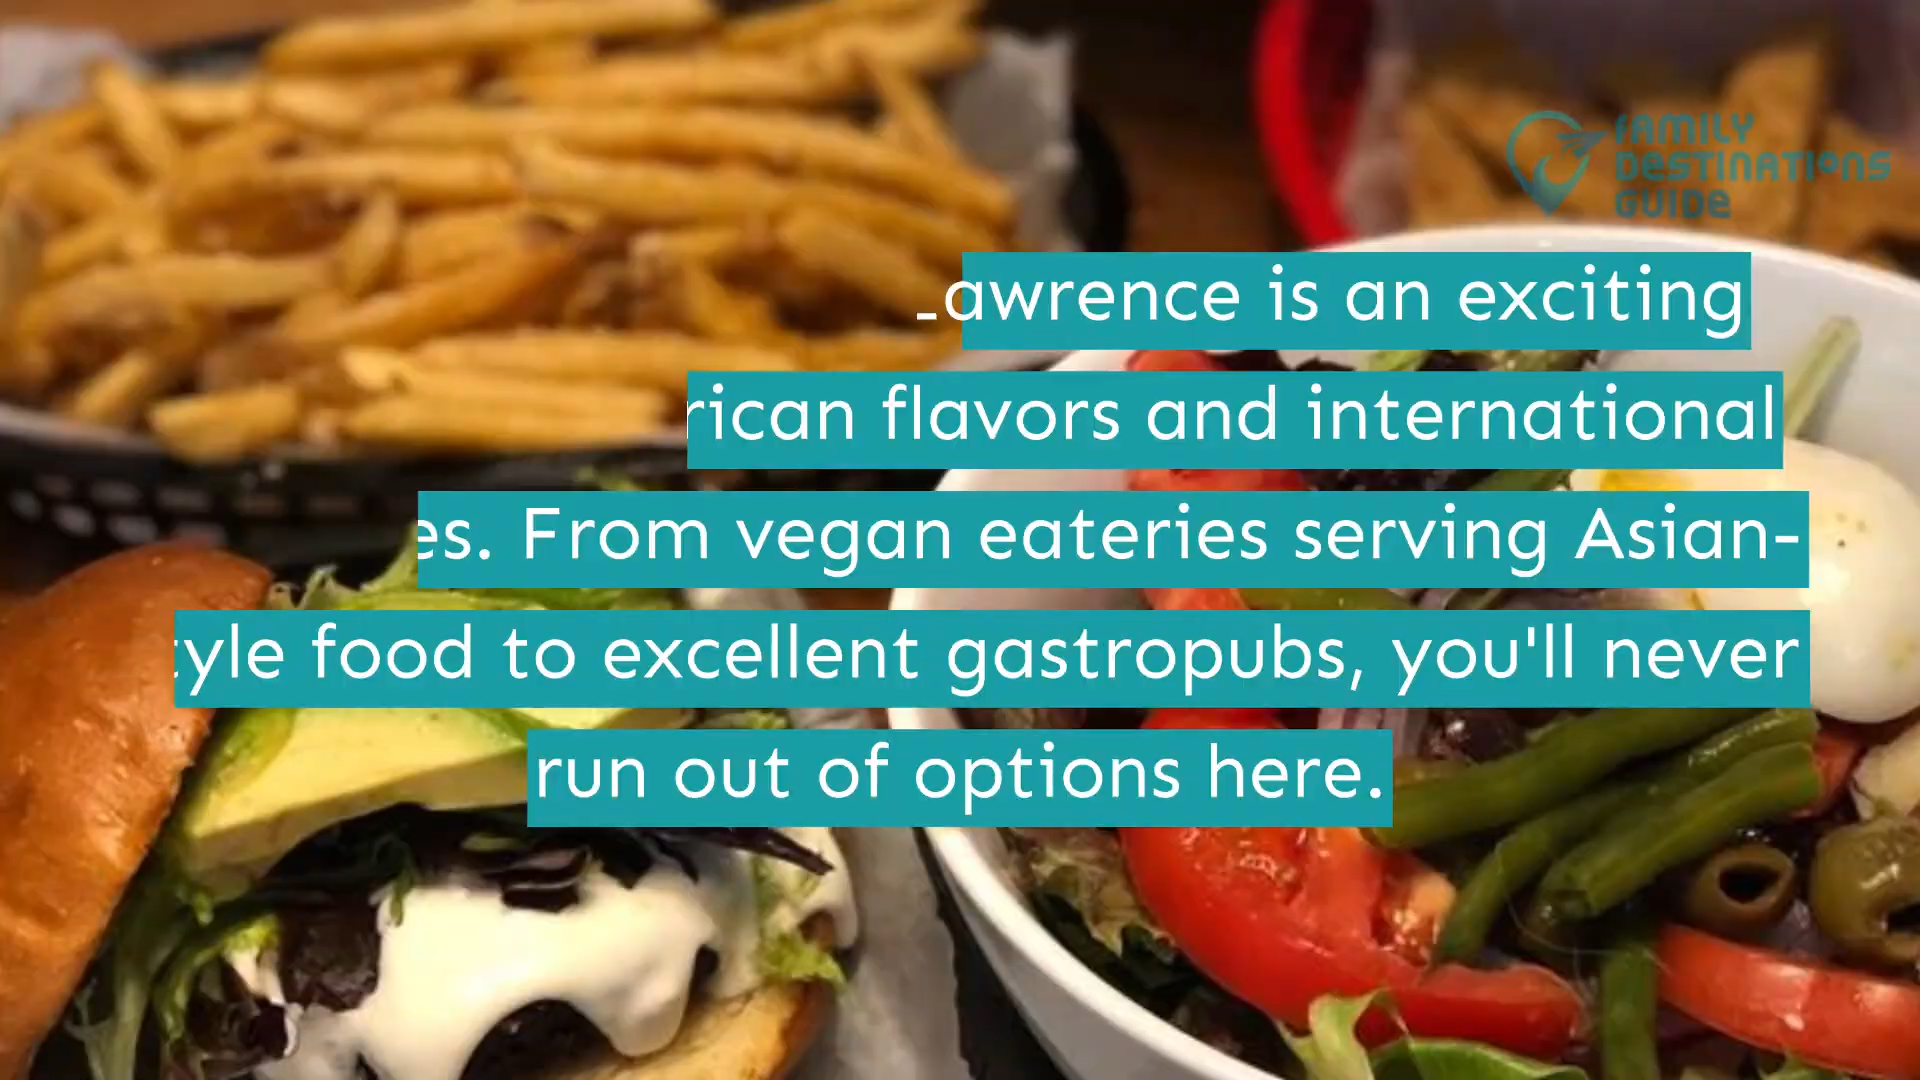 FAMILY
DESTINATIONS
GUIDE
awrence is an exciting
rican flavors and international
es. From vegan eateries serving Asian-
tyle food to excellent gastropubs, you'll never
run out of options here.